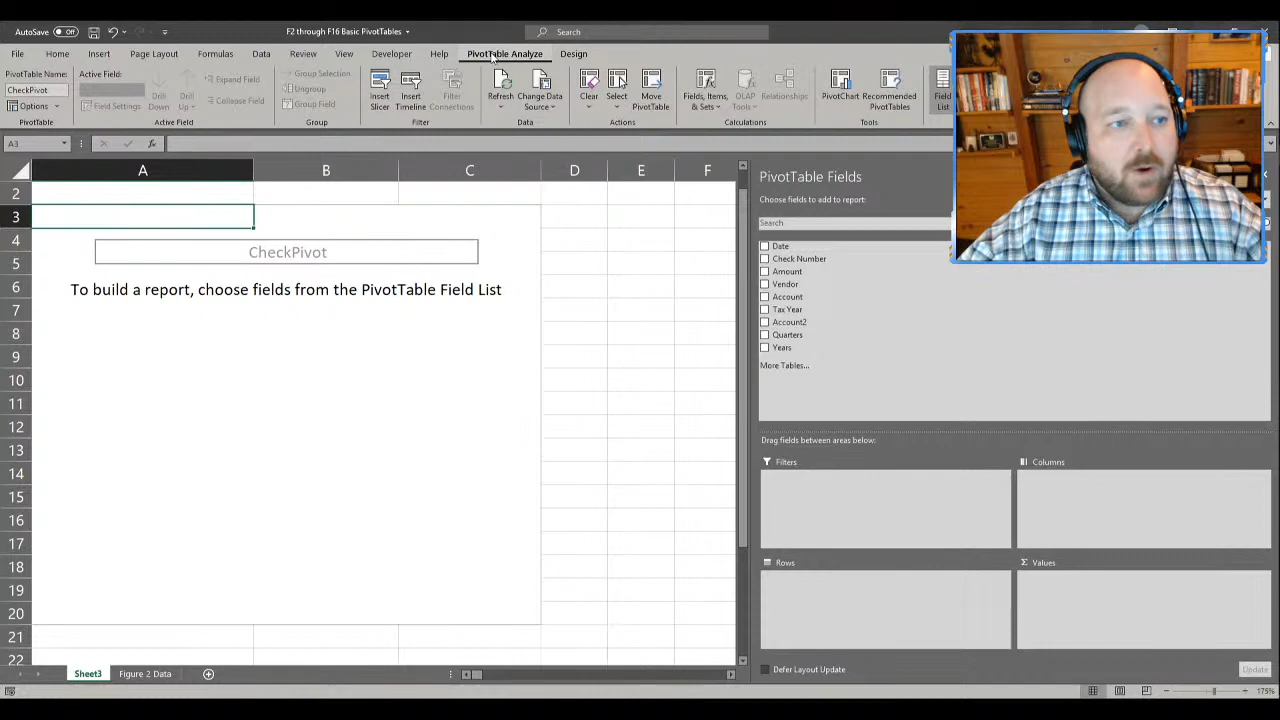 AutoSave Off F2 through F16 Basic PivotTables Search
File Home Insert Page Layout Formulas Data Review View Developer Help PivotTable Analyze Design
PivotTable Name: Active Field:
CheckPivot
Options Field Settings
Drill Down Drill Up
Expand Field
Collapse Field
Group Selection
Ungroup
Group Field
Insert Slicer Insert Timeline Filter Connections
Refresh Change Data Source
Clear Select Move PivotTable
Fields, Items, & Sets OLAP Tools Relationships
PivotChart Recommended PivotTables
Field List
PivotTable Active Field Group Filter Data Actions Calculations Tools
A3 fx
A B C D E F
2
3
4
5
6
7
8
9
10
11
12
13
14
15
16
17
18
19
20
21
22
CheckPivot
To build a report, choose fields from the PivotTable Field List
PivotTable Fields
Choose fields to add to report:
Search
Date
Check Number
Amount
Vendor
Account
Tax Year
Account2
Quarters
Years
More Tables...
Drag fields between areas below:
Filters Columns
Rows Σ Values
Defer Layout Update Update
Sheet3 Figure 2 Data
175%